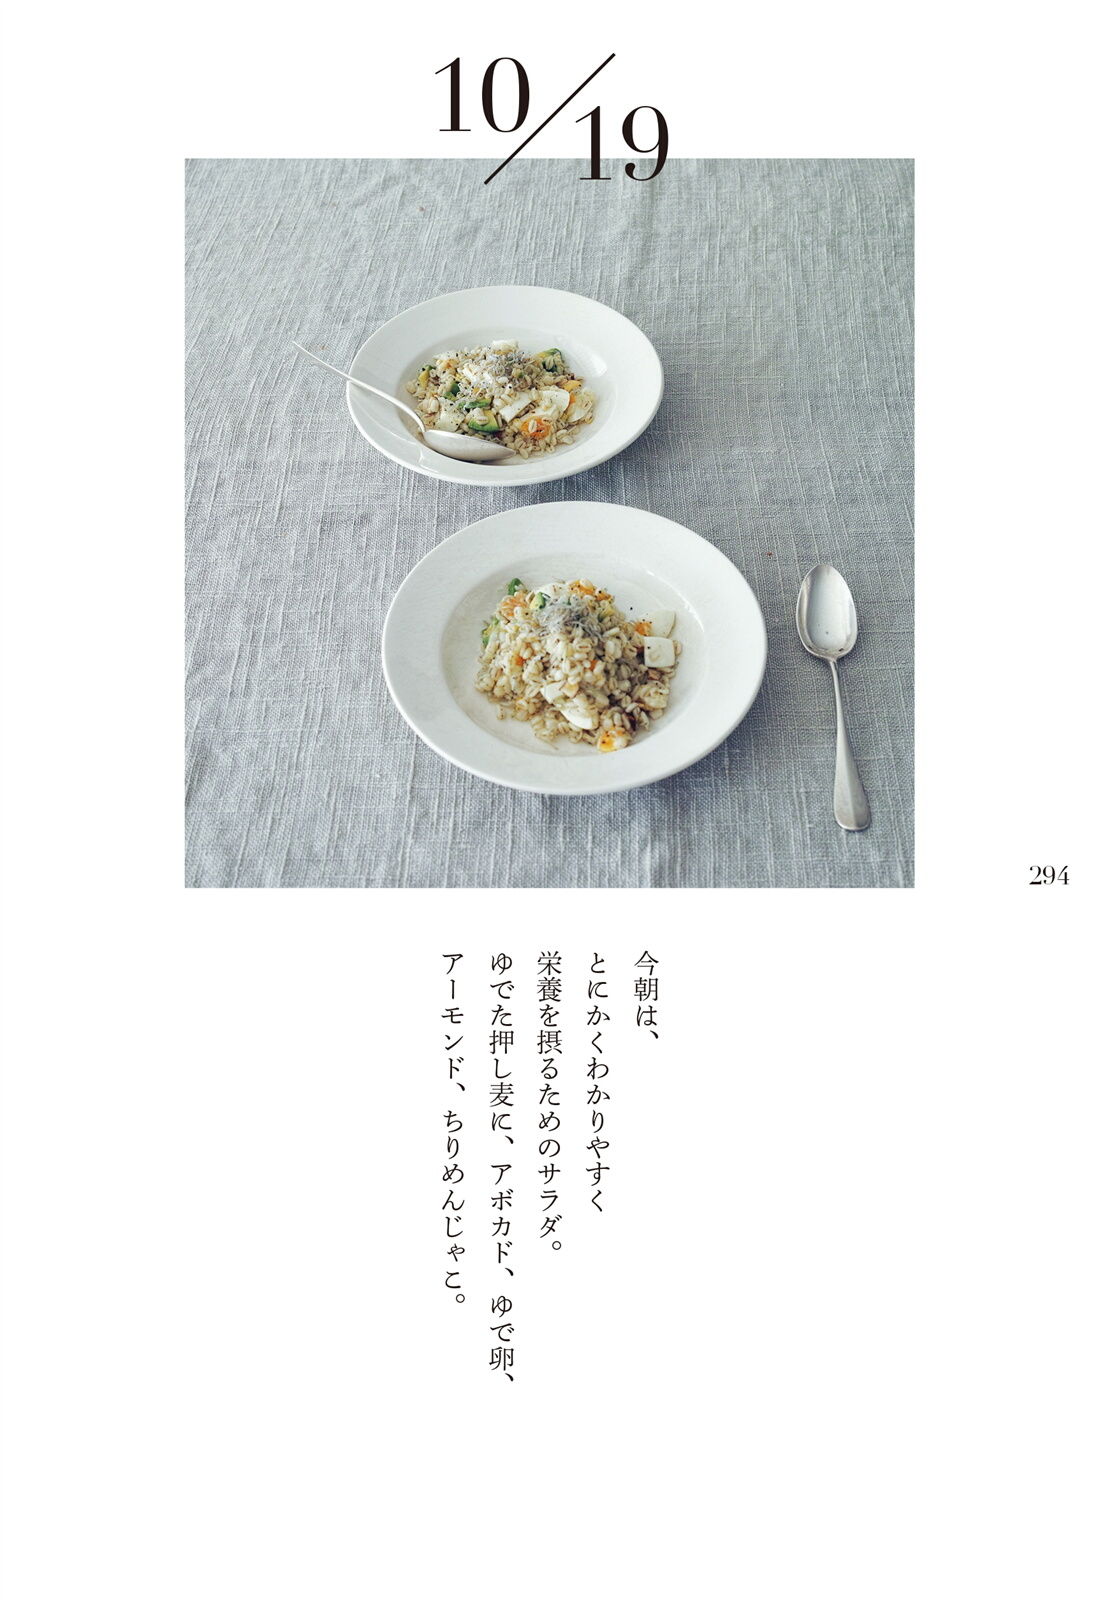 10/19
294
今朝は、
とにかくわかりやすく
栄養を摂るためのサラダ。
ゆでた押し麦に、アボカド、ゆで卵、
アーモンド、ちりめんじゃこ。